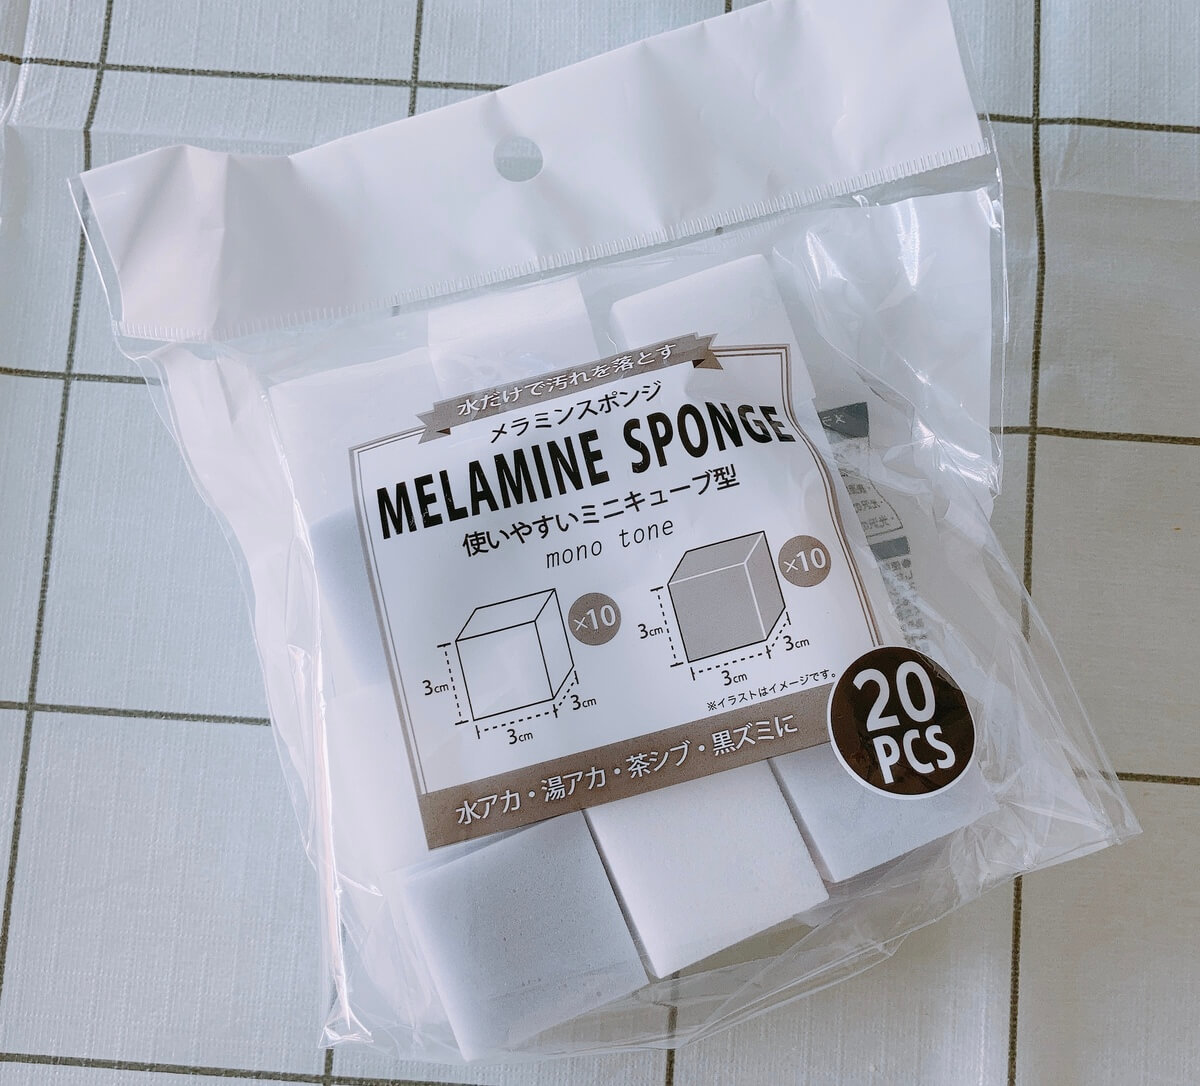 水だけで汚れを落とす
メラミンスポンジ
MELAMINE SPONGE
使いやすいミニキューブ型
mono tone
×10
×10
3cm
3cm
3cm
3cm
3cm
3cm
※イラストはイメージです。
20
PCS
水アカ・湯アカ・茶シブ・黒ズミに